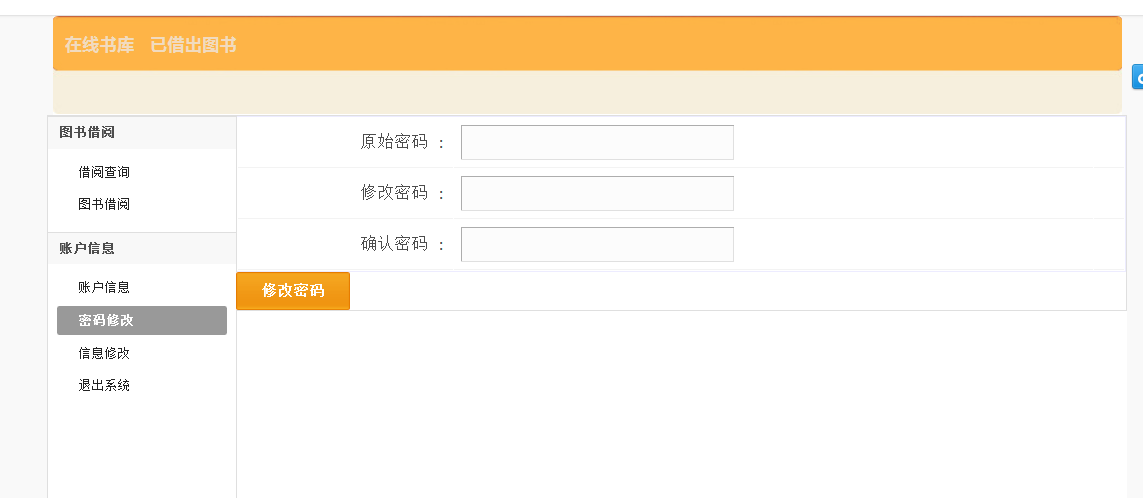 在线书库 已借出图书
图书借阅
借阅查询
图书借阅
账户信息
账户信息
密码修改
信息修改
退出系统
原始密码 ：
修改密码 ：
确认密码 ：
修改密码